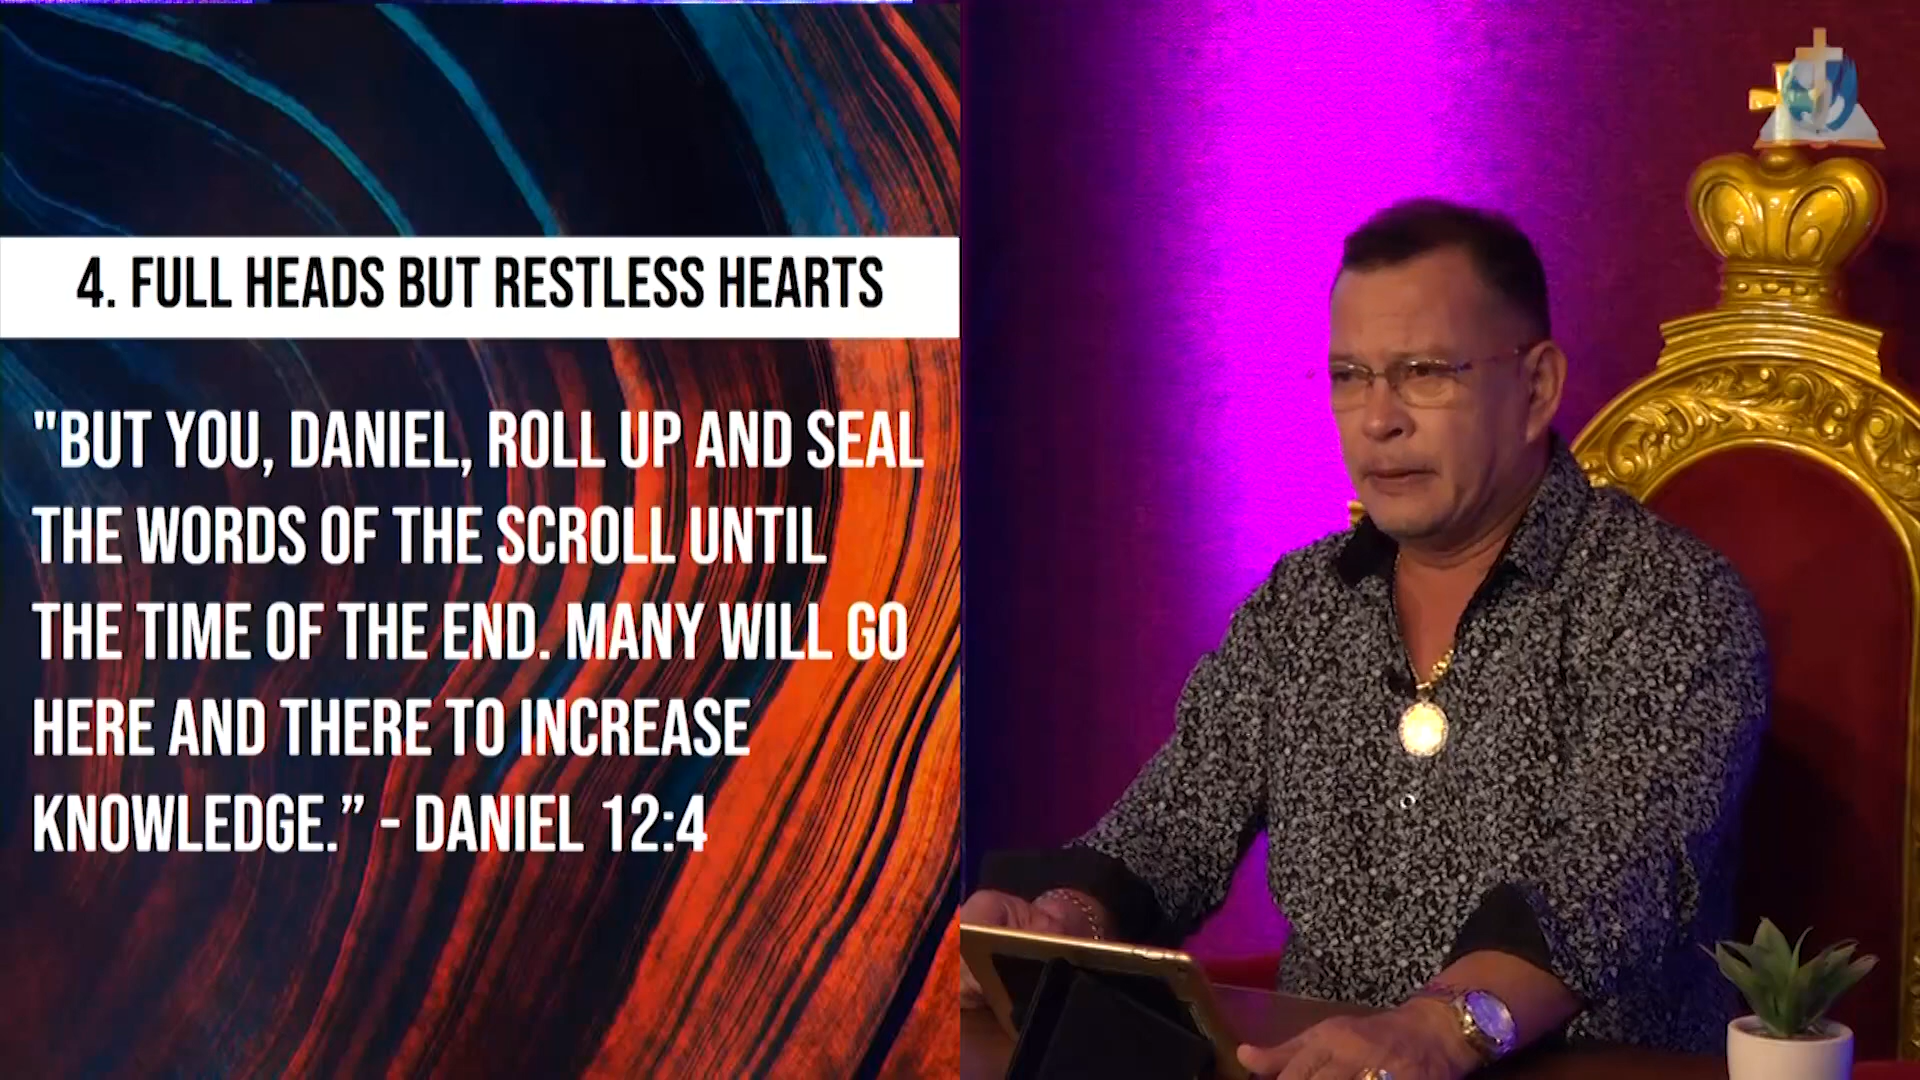 4. FULL HEADS BUT RESTLESS HEARTS
"BUT YOU, DANIEL, ROLL UP AND SEAL
THE WORDS OF THE SCROLL UNTIL
THE TIME OF THE END. MANY WILL GO
HERE AND THERE TO INCREASE
KNOWLEDGE.” - DANIEL 12:4